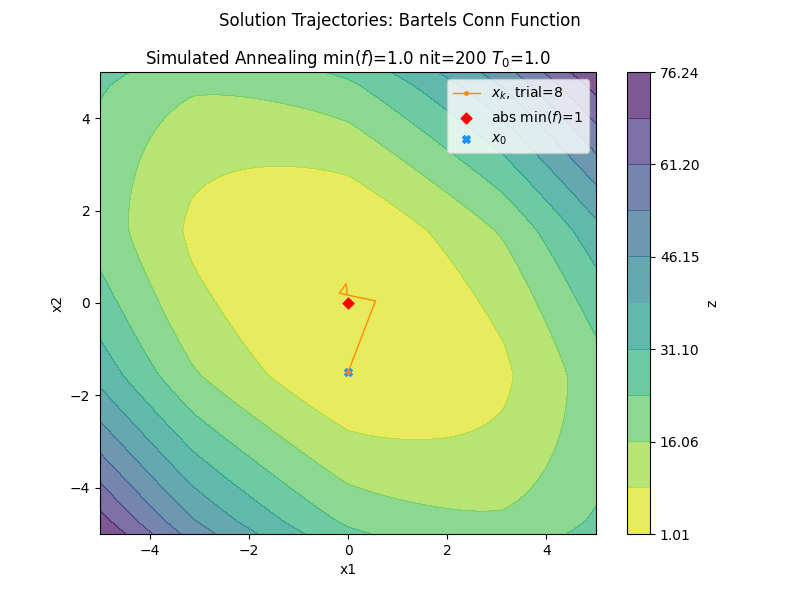 Solution Trajectories: Bartels Conn Function
Simulated Annealing min(f)=1.0 nit=200 T₀=1.0
xₖ, trial=8
abs min(f)=1
x₀
4
2
0
−2
−4
x2
−4
−2
0
2
4
x1
76.24
61.20
46.15
31.10
16.06
1.01
z